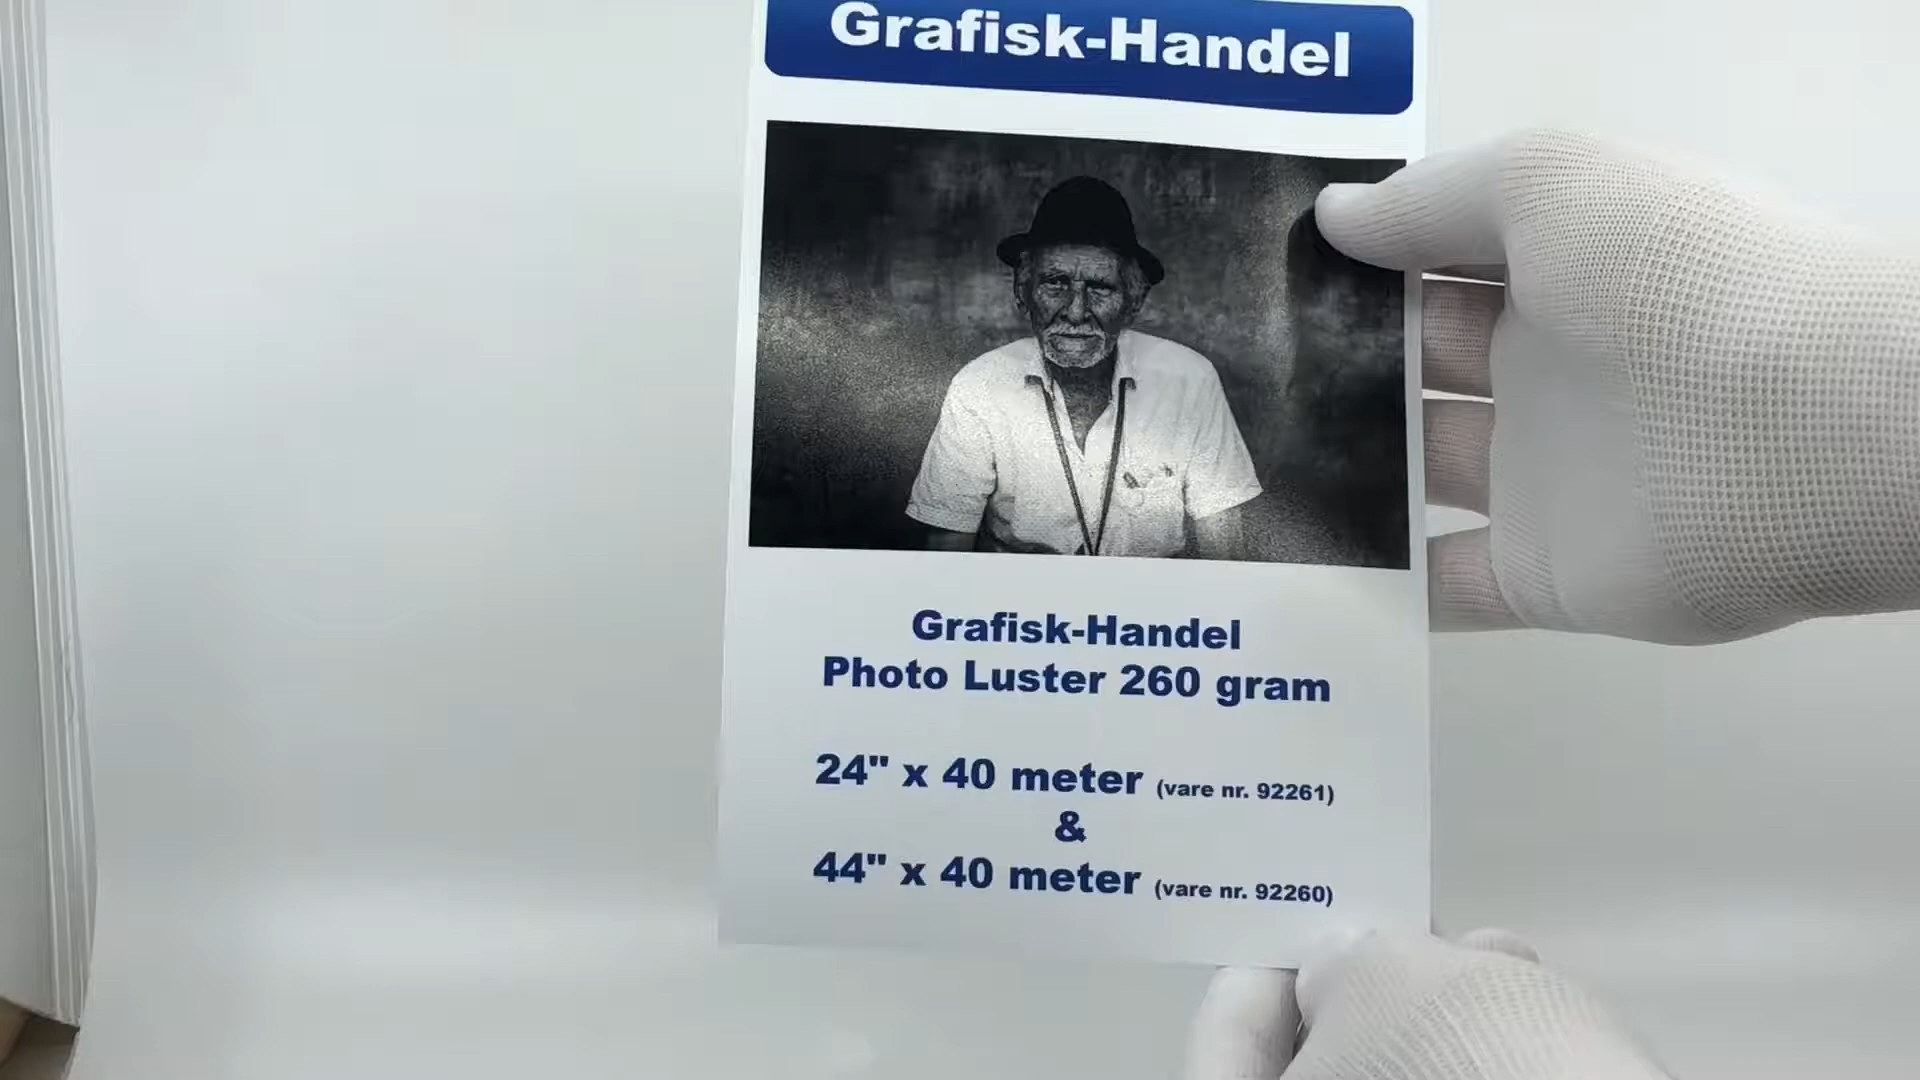 Grafisk-Handel
Grafisk-Handel
Photo Luster 260 gram
24" x 40 meter (vare nr. 92261)
&
44" x 40 meter (vare nr. 92260)